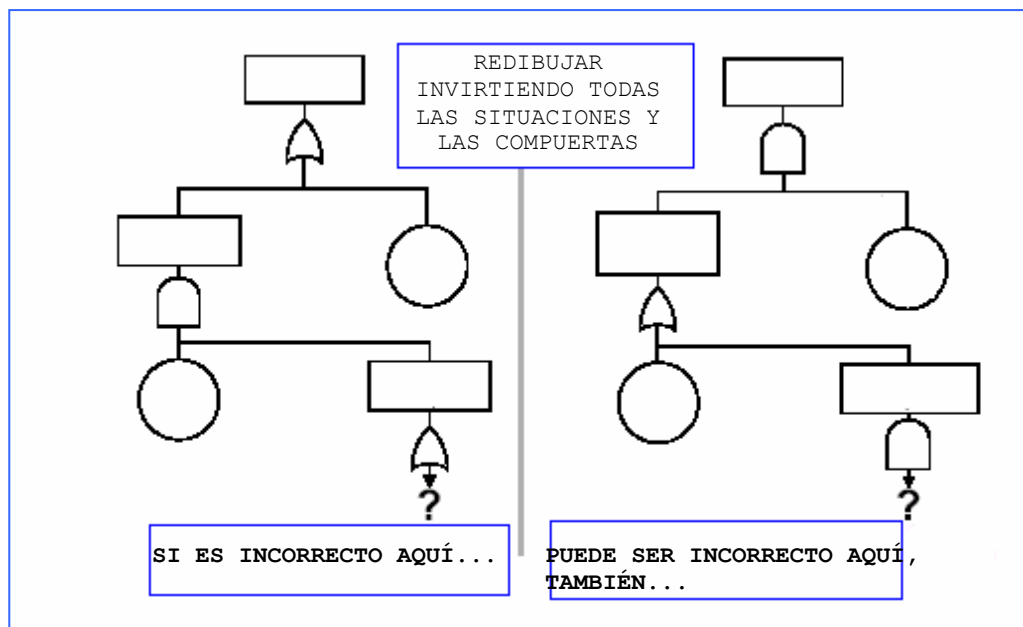 REDIBUJAR
INVIRTIENDO TODAS
LAS SITUACIONES Y
LAS COMPUERTAS
?
?
SI ES INCORRECTO AQUÍ...
PUEDE SER INCORRECTO AQUÍ,
TAMBIÉN...